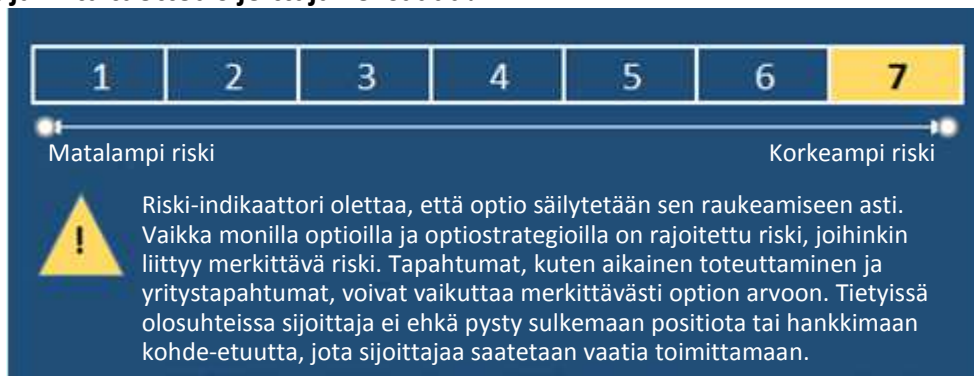 1 2 3 4 5 6 7
Matalampi riski Korkeampi riski
!
Riski-indikaattori olettaa, että optio säilytetään sen raukeamiseen asti.
Vaikka monilla optioilla ja optiostrategioilla on rajoitettu riski, joihinkin
liittyy merkittävä riski. Tapahtumat, kuten aikainen toteuttaminen ja
yritystapahtumat, voivat vaikuttaa merkittävästi option arvoon. Tietyissä
olosuhteissa sijoittaja ei ehkä pysty sulkemaan positiota tai hankkimaan
kohde-etuutta, jota sijoittajaa saatetaan vaatia toimittamaan.